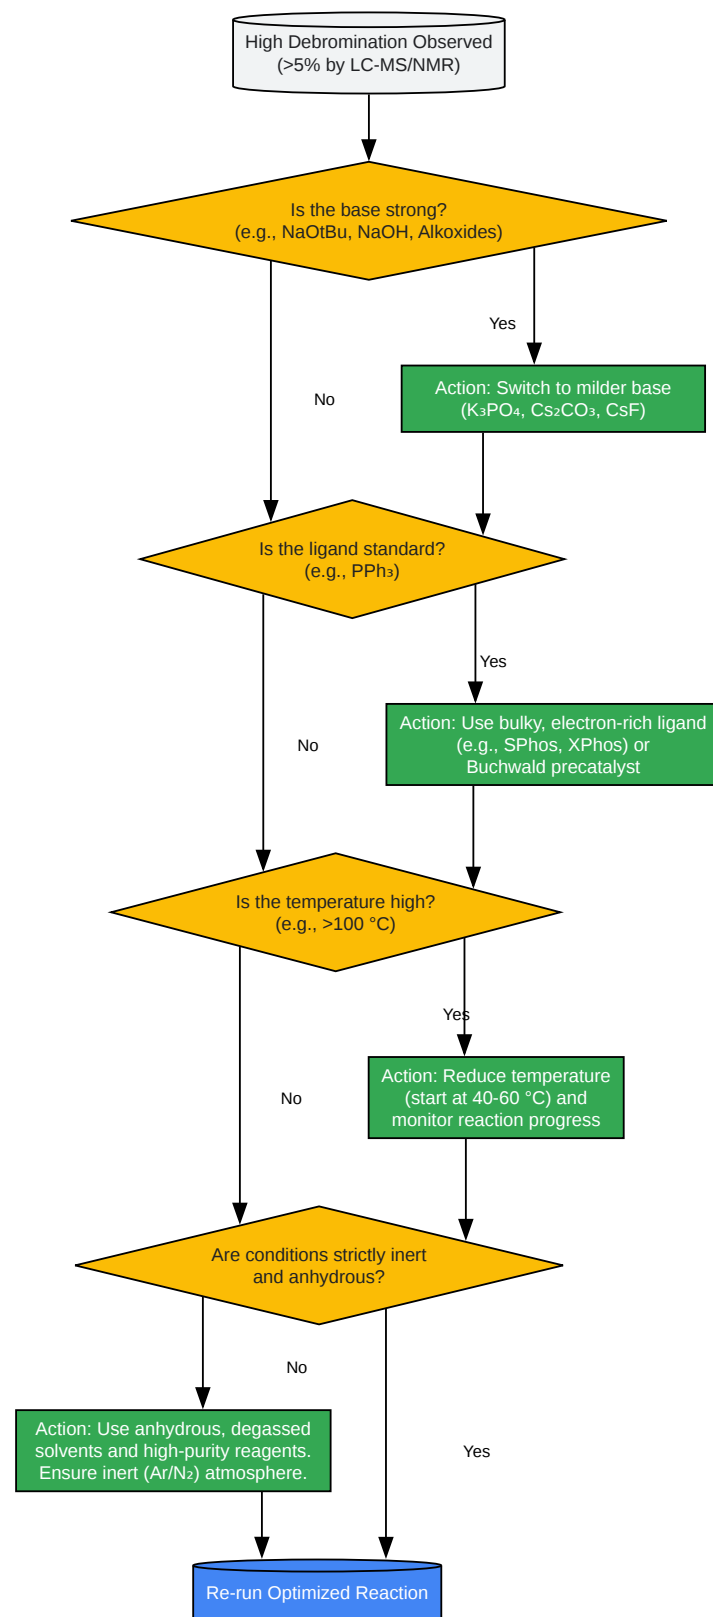 High Debromination Observed
(>5% by LC-MS/NMR)
Is the base strong?
(e.g., NaOtBu, NaOH, Alkoxides)
Yes
No
Action: Switch to milder base
(K₃PO₄, Cs₂CO₃, CsF)
Is the ligand standard?
(e.g., PPh₃)
Yes
No
Action: Use bulky, electron-rich ligand
(e.g., SPhos, XPhos) or
Buchwald precatalyst
Is the temperature high?
(e.g., >100 °C)
Yes
No
Action: Reduce temperature
(start at 40-60 °C) and
monitor reaction progress
Are conditions strictly inert
and anhydrous?
No
Yes
Action: Use anhydrous, degassed
solvents and high-purity reagents.
Ensure inert (Ar/N₂) atmosphere.
Re-run Optimized Reaction